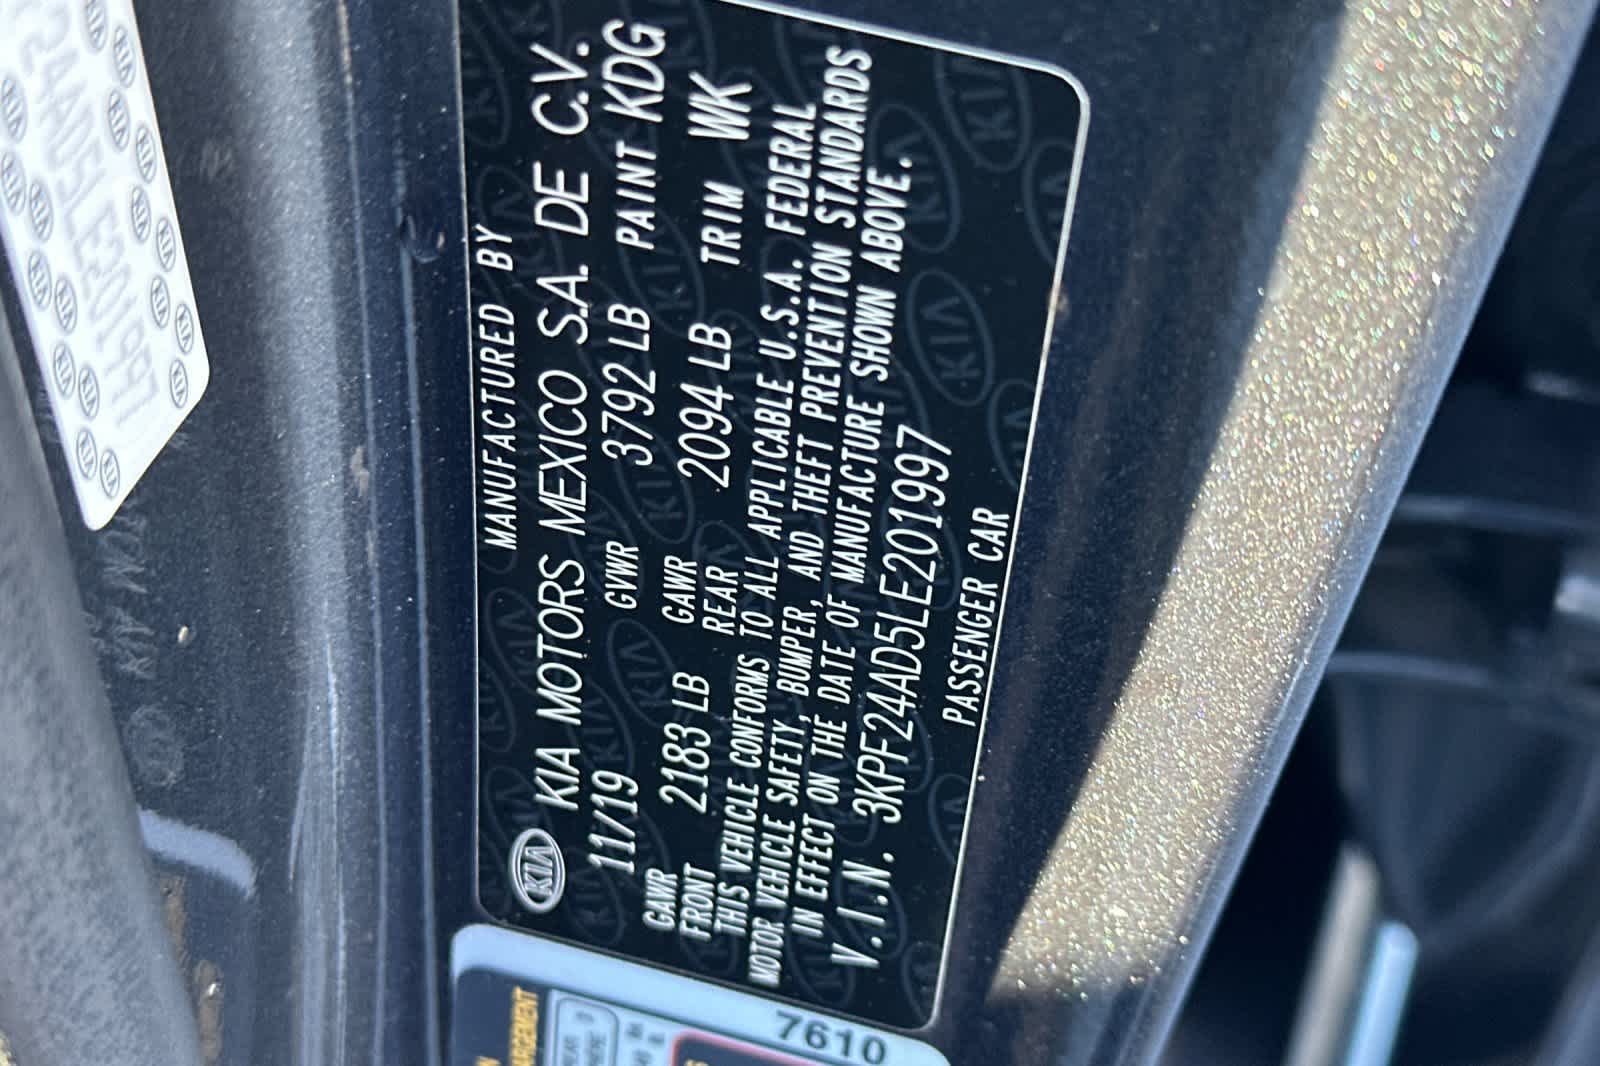 KIA
MANUFACTURED BY
KIA MOTORS MEXICO S.A. DE C.V.
11/19 GVWR 3792 LB PAINT KDG
GAWR FRONT 2183 LB GAWR REAR 2094 LB TRIM WK
THIS VEHICLE CONFORMS TO ALL APPLICABLE U.S.A. FEDERAL
MOTOR VEHICLE SAFETY, BUMPER, AND THEFT PREVENTION STANDARDS
IN EFFECT ON THE DATE OF MANUFACTURE SHOWN ABOVE.
V.I.N. 3KPF24AD5LE201997
PASSENGER CAR
7610